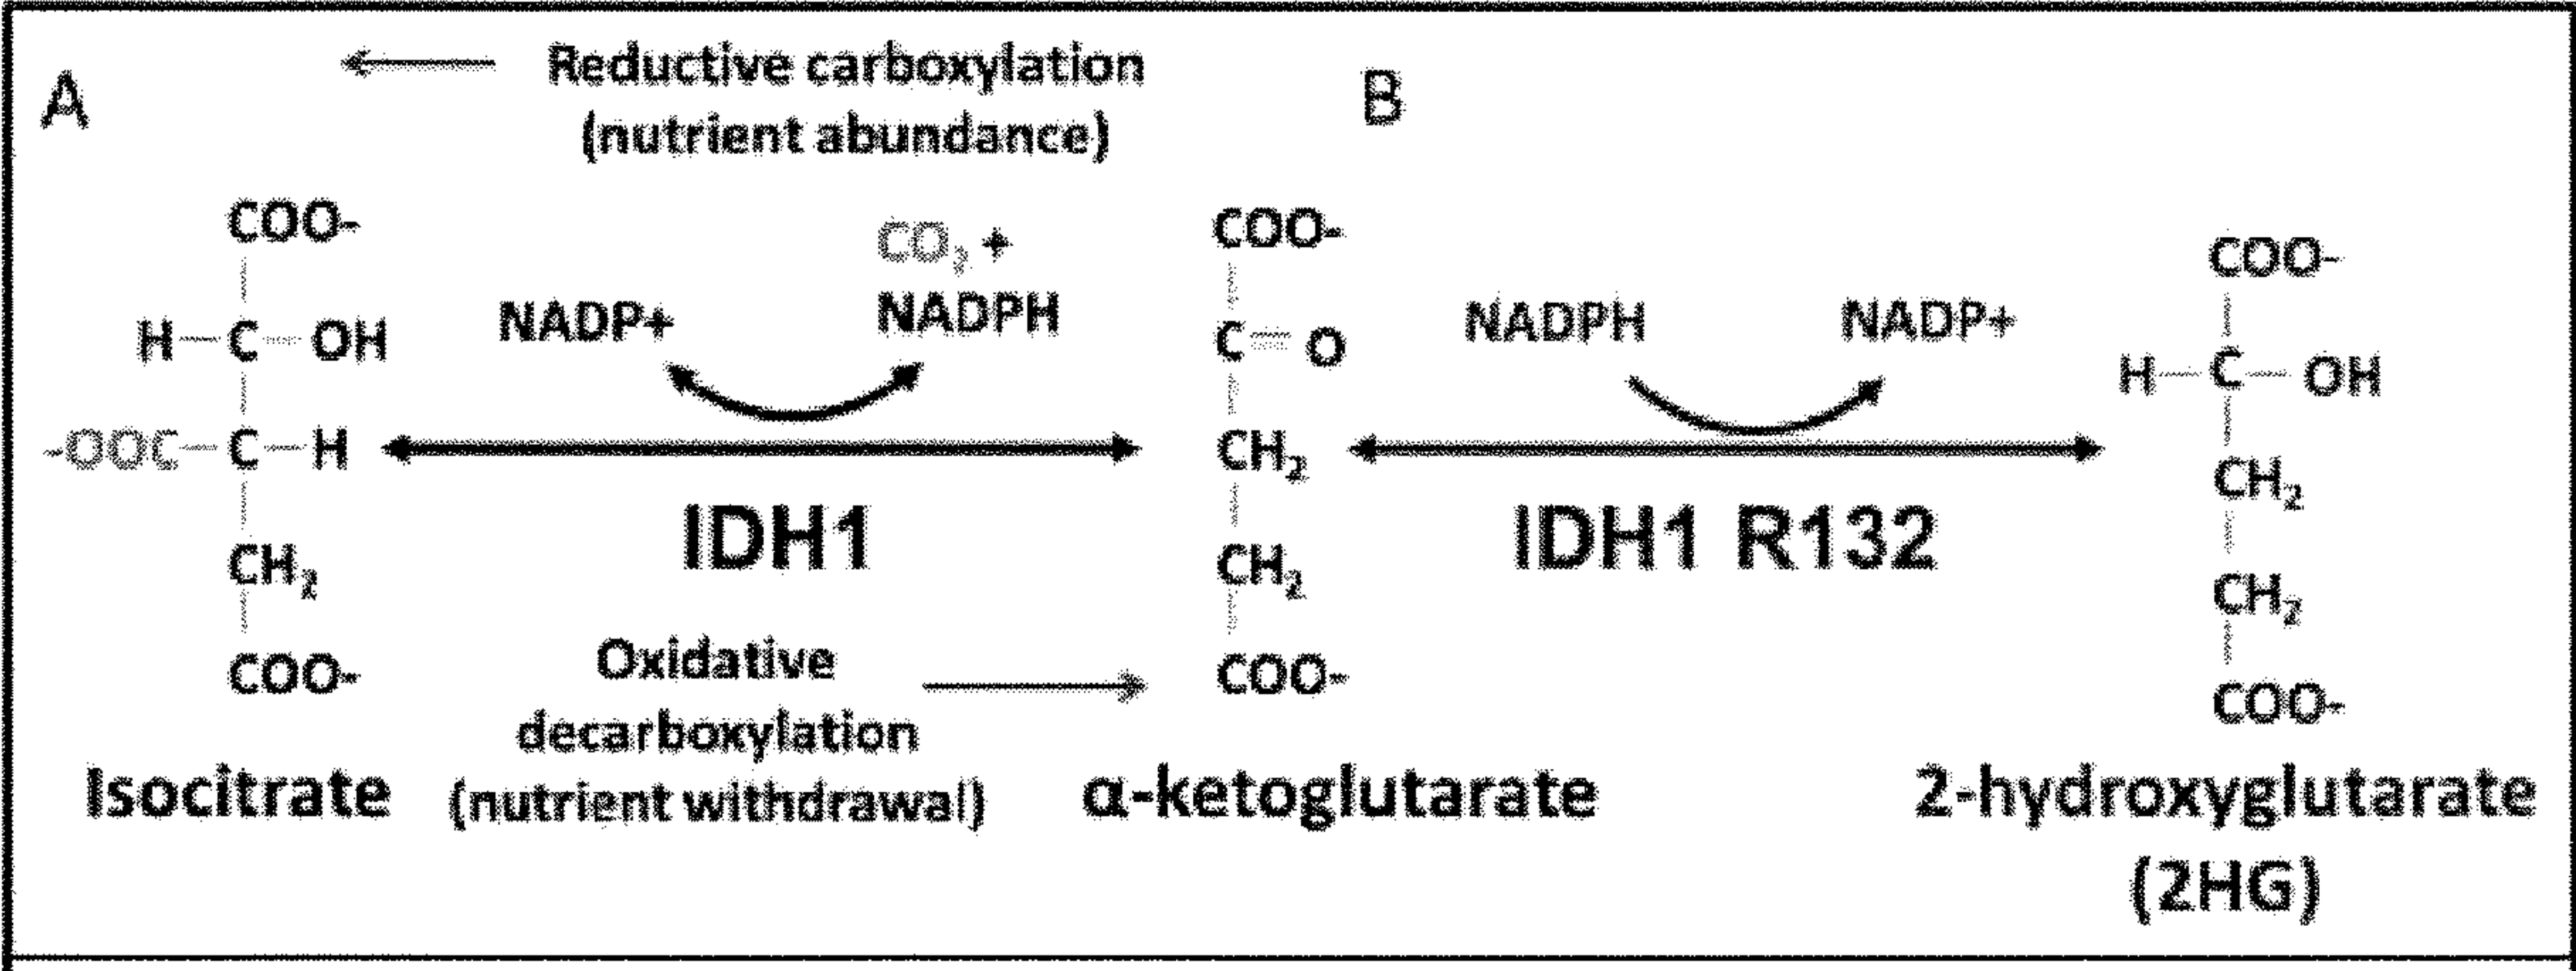 A
Reductive carboxylation
(nutrient abundance)
COO-
H C OH
-OOC C H
CH2
COO-
Isocitrate
NADP+
CO2 +
NADPH
IDH1
Oxidative
decarboxylation
(nutrient withdrawal)
B
COO-
C = O
CH2
CH2
COO-
α-ketoglutarate
NADPH
NADP+
IDH1 R132
COO-
H C OH
CH2
CH2
COO-
2-hydroxyglutarate
(2HG)